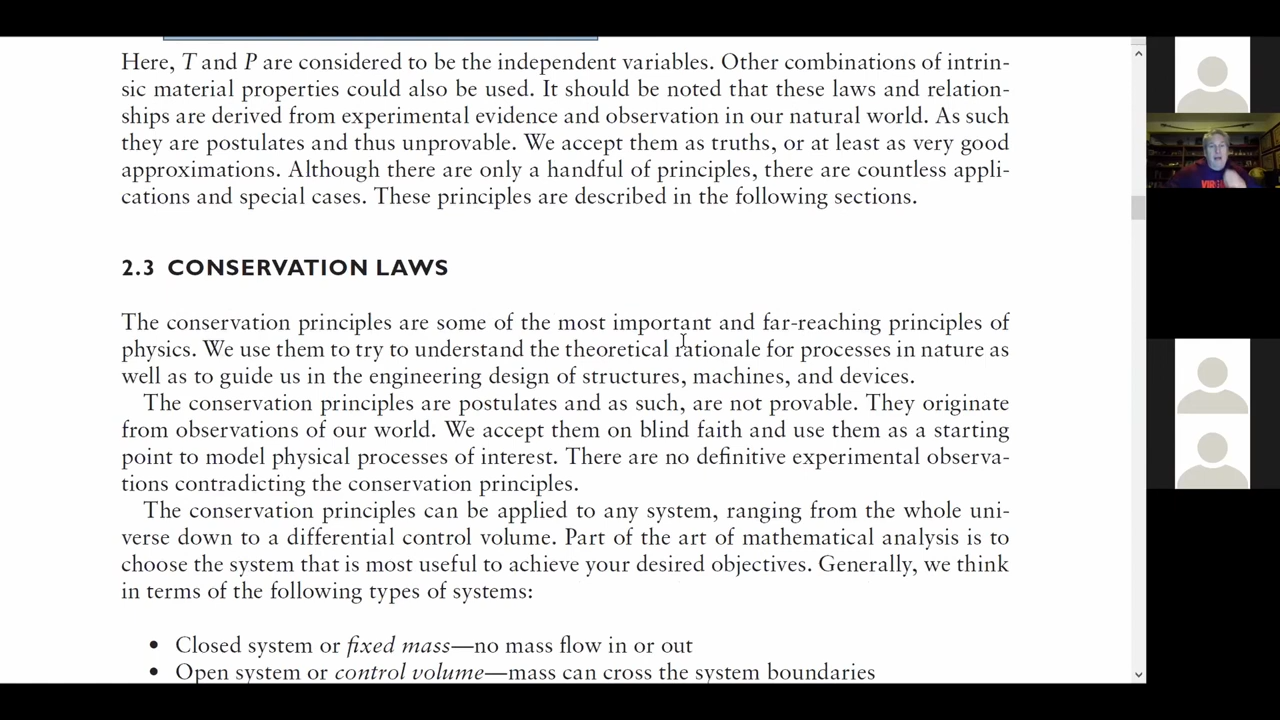 Here, T and P are considered to be the independent variables. Other combinations of intrin-
sic material properties could also be used. It should be noted that these laws and relation-
ships are derived from experimental evidence and observation in our natural world. As such
they are postulates and thus unprovable. We accept them as truths, or at least as very good
approximations. Although there are only a handful of principles, there are countless appli-
cations and special cases. These principles are described in the following sections.
2.3 CONSERVATION LAWS
The conservation principles are some of the most important and far-reaching principles of
physics. We use them to try to understand the theoretical rationale for processes in nature as
well as to guide us in the engineering design of structures, machines, and devices.
The conservation principles are postulates and as such, are not provable. They originate
from observations of our world. We accept them on blind faith and use them as a starting
point to model physical processes of interest. There are no definitive experimental observa-
tions contradicting the conservation principles.
The conservation principles can be applied to any system, ranging from the whole uni-
verse down to a differential control volume. Part of the art of mathematical analysis is to
choose the system that is most useful to achieve your desired objectives. Generally, we think
in terms of the following types of systems:
• Closed system or fixed mass—no mass flow in or out
• Open system or control volume—mass can cross the system boundaries